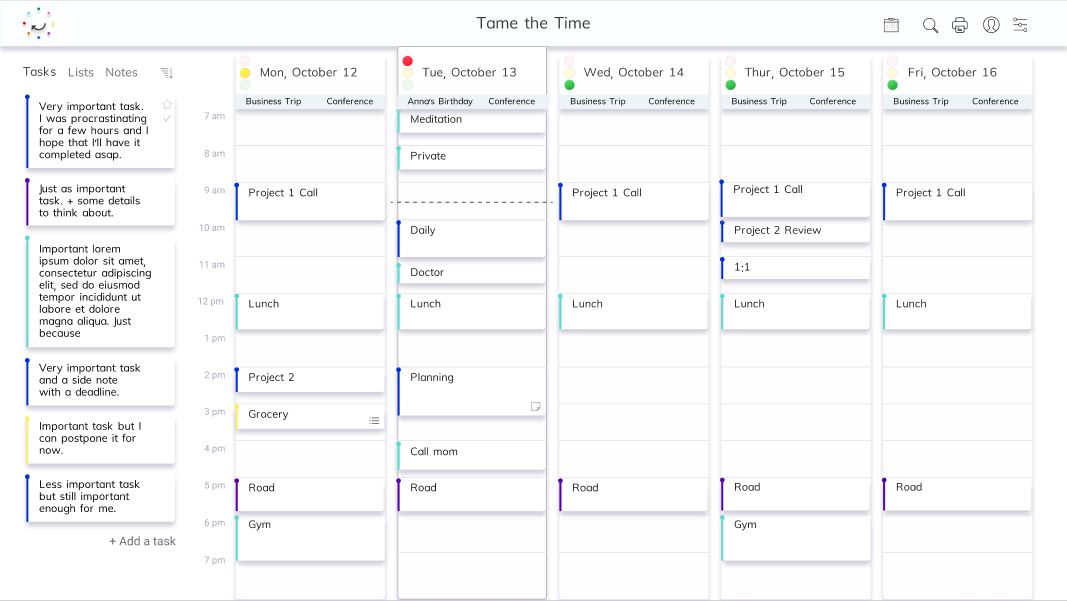 Tame the Time
Tasks Lists Notes
Very important task.
I was procrastinating
for a few hours and I
hope that I'll have it
completed asap.
Just as important
task. + some details
to think about.
Important lorem
ipsum dolor sit amet,
consectetur adipiscing
elit, sed do eiusmod
tempor incididunt ut
labore et dolore
magna aliqua. Just
because
Very important task
and a side note
with a deadline.
Important task but I
can postpone it for
now.
Less important task
but still important
enough for me.
+ Add a task
7 am
8 am
9 am
10 am
11 am
12 pm
1 pm
2 pm
3 pm
4 pm
5 pm
6 pm
7 pm
Mon, October 12
Business Trip Conference
Project 1 Call
Lunch
Project 2
Grocery
Road
Gym
Tue, October 13
Anna's Birthday Conference
Meditation
Private
Daily
Doctor
Lunch
Planning
Call mom
Road
Wed, October 14
Business Trip Conference
Project 1 Call
Lunch
Road
Thur, October 15
Business Trip Conference
Project 1 Call
Project 2 Review
1;1
Lunch
Road
Gym
Fri, October 16
Business Trip Conference
Project 1 Call
Lunch
Road